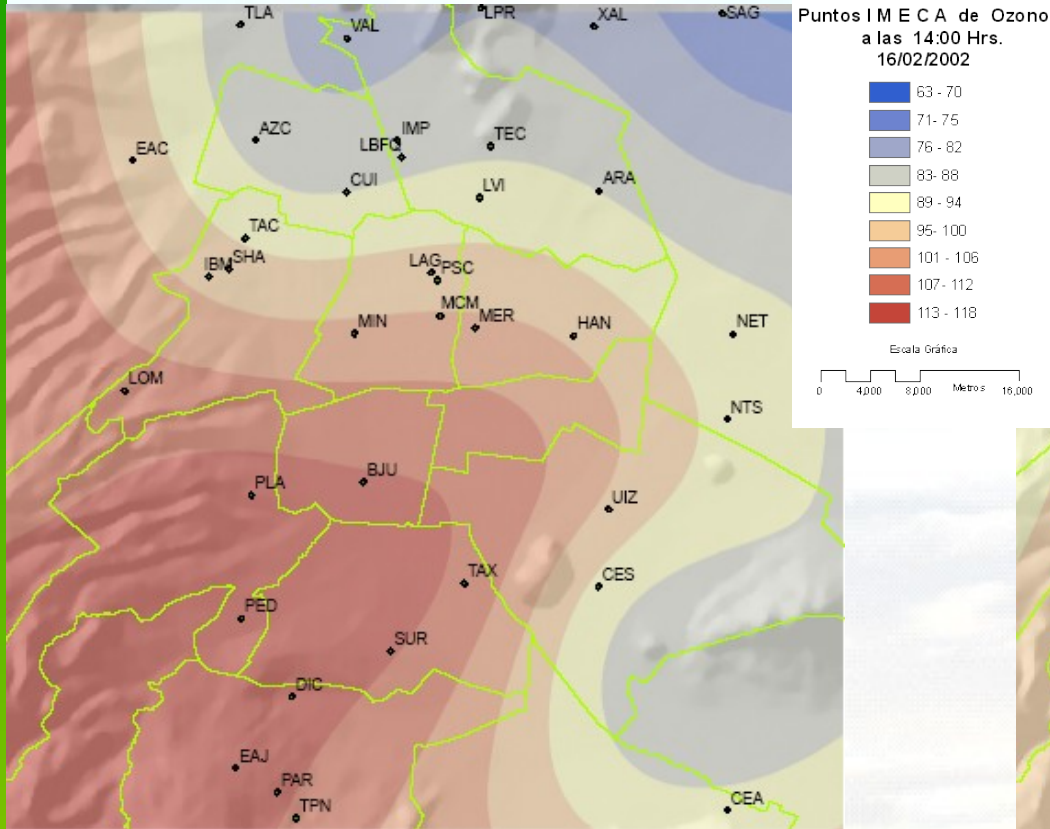 Puntos I M E C A de Ozono
a las 14:00 Hrs.
16/02/2002
63 - 70
71- 75
76 - 82
83- 88
89 - 94
95- 100
101 - 106
107- 112
113 - 118
Escala Gráfica
0 4,000 8,000 Metros 16,000
TLA
VAL
LPR
XAL
SAG
EAC
AZC
IMP
LBFQ
TEC
CUI
LVI
ARA
TAC
IBM
SHA
LAG
PSC
MCM
MIN
MER
HAN
NET
LOM
NTS
BJU
PLA
UIZ
TAX
CES
PED
SUR
DIC
EAJ
PAR
TPN
CEA